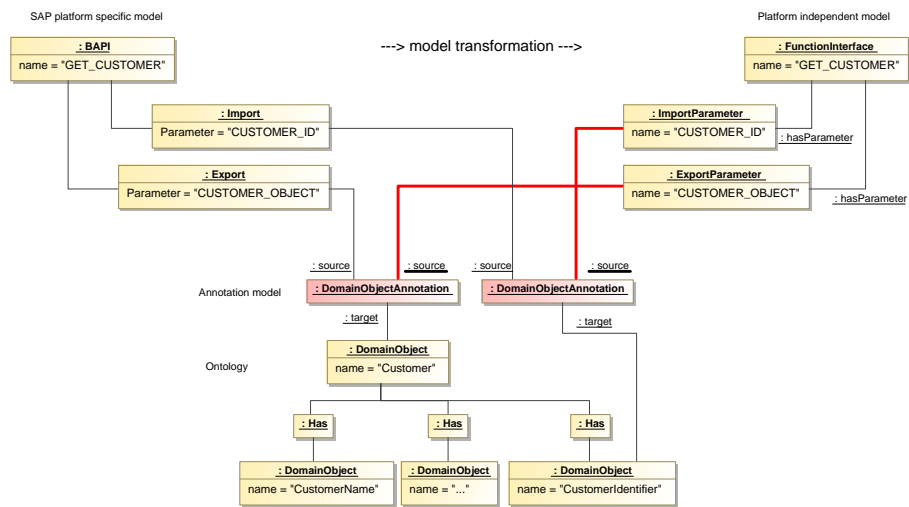 SAP platform specific model
Platform independent model
: BAPI
name = "GET_CUSTOMER"
---> model transformation --->
: FunctionInterface
name = "GET_CUSTOMER"
: Import
Parameter = "CUSTOMER_ID"
: ImportParameter
name = "CUSTOMER_ID"
: hasParameter
: Export
Parameter = "CUSTOMER_OBJECT"
: ExportParameter
name = "CUSTOMER_OBJECT"
: hasParameter
: source
: source
: source
: source
Annotation model
: DomainObjectAnnotation
: DomainObjectAnnotation
: target
: target
Ontology
: DomainObject
name = "Customer"
: Has
: Has
: Has
: DomainObject
name = "CustomerName"
: DomainObject
name = "..."
: DomainObject
name = "CustomerIdentifier"